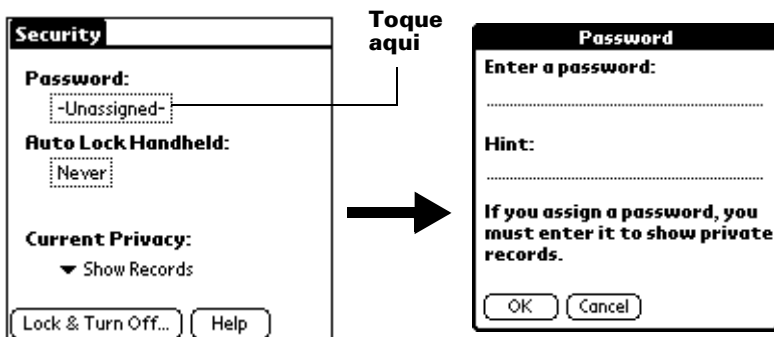 Security
Password:
-Unassigned-
Auto Lock Handheld:
Never
Current Privacy:
Show Records
Lock & Turn Off...
Help
Toque
aqui
Password
Enter a password:
Hint:
If you assign a password, you
must enter it to show private
records.
OK
Cancel